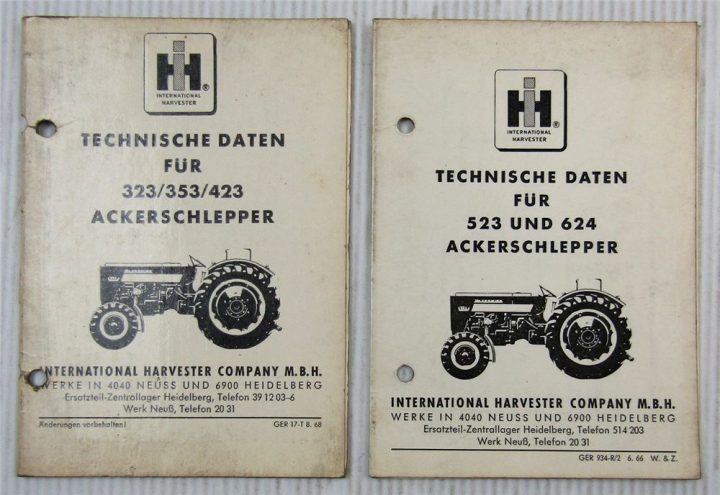 INTERNATIONAL
HARVESTER
®
TECHNISCHE DATEN
FÜR
323/353/423
ACKERSCHLEPPER
INTERNATIONAL HARVESTER COMPANY M.B.H.
WERKE IN 4040 NEUSS UND 6900 HEIDELBERG
Ersatzteil-Zentrallager Heidelberg, Telefon 39 12 03-6
Werk Neuß, Telefon 20 31
Änderungen vorbehalten!
GER 17-T 8. 68
INTERNATIONAL
HARVESTER
®
TECHNISCHE DATEN
FÜR
523 UND 624
ACKERSCHLEPPER
McCORMICK
INTERNATIONAL HARVESTER COMPANY M.B.H.
WERKE IN 4040 NEUSS UND 6900 HEIDELBERG
Ersatzteil-Zentrallager Heidelberg, Telefon 514 203
Werk Neuß, Telefon 20 31
GER 934-R/2 6. 66 W. & Z.